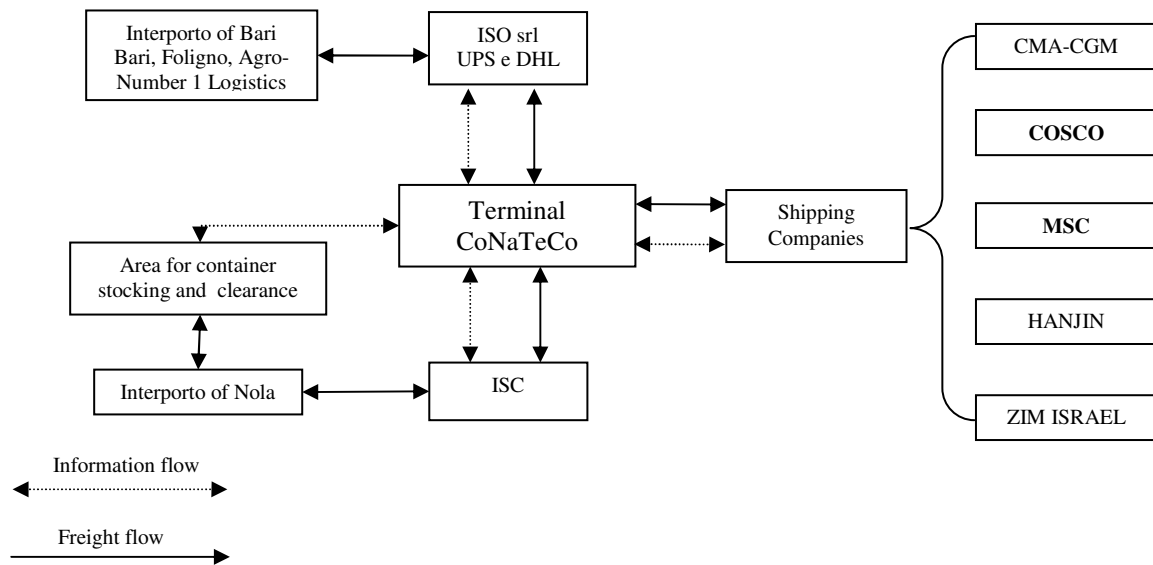 Interporto of Bari
Bari, Foligno, Agro-
Number 1 Logistics
ISO srl
UPS e DHL
CMA-CGM
COSCO
Terminal
CoNaTeCo
Shipping
Companies
MSC
Area for container
stocking and clearance
HANJIN
Interporto of Nola
ISC
ZIM ISRAEL
Information flow
Freight flow